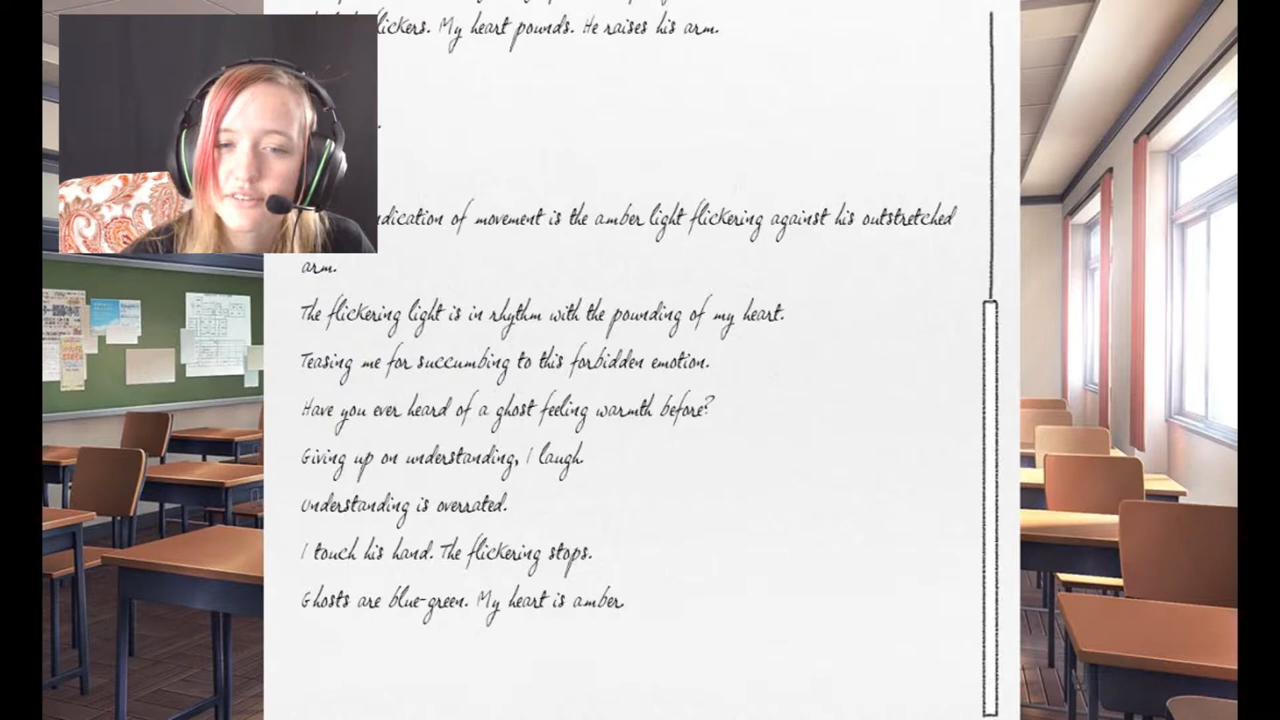 flickers. My heart pounds. He raises his arm.
indication of movement is the amber light flickering against his outstretched
arm.
The flickering light is in rhythm with the pounding of my heart.
Teasing me for succumbing to this forbidden emotion.
Have you ever heard of a ghost feeling warmth before?
Giving up on understanding, I laugh
Understanding is overrated.
I touch his hand. The flickering stops.
Ghosts are blue-green. My heart is amber